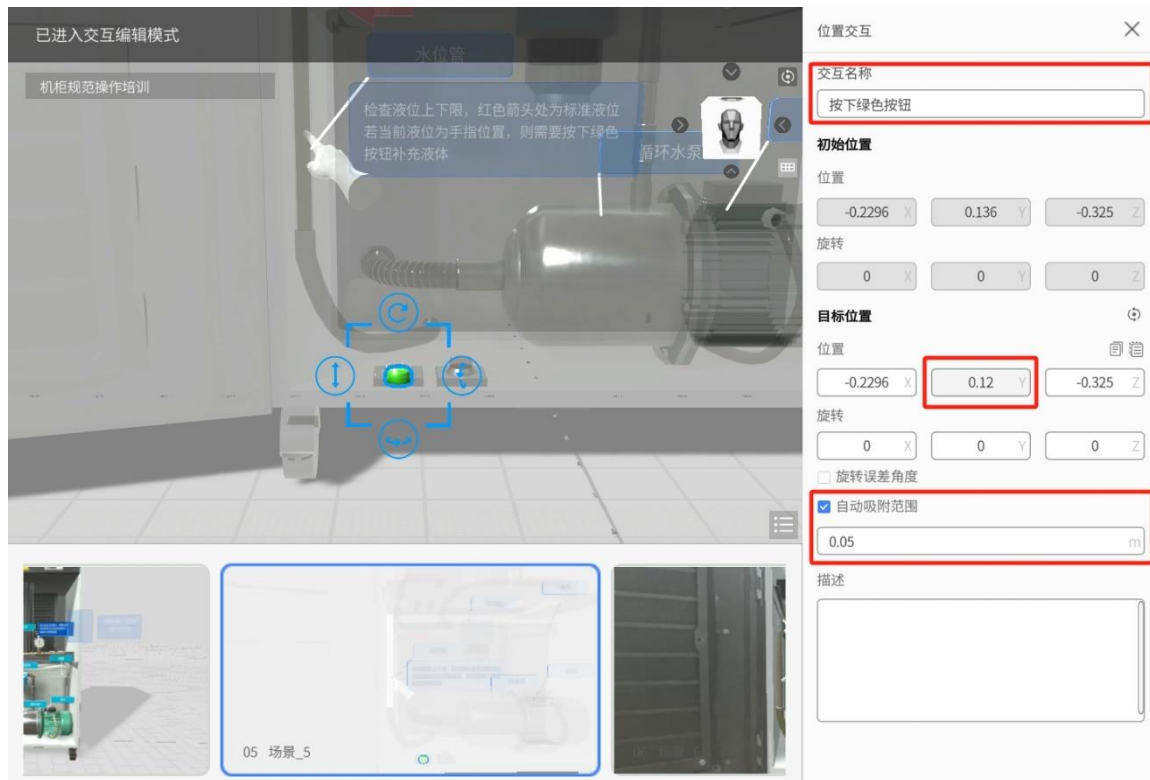 已进入交互编辑模式
机柜规范操作培训
水位管
检查液位上下限，红色箭头处为标准液位
若当前液位为手指位置，则需要按下绿色
按钮补充液体
循环水泵
05 场景_5
位置交互
交互名称
按下绿色按钮
初始位置
位置
-0.2296 X 0.136 Y -0.325 Z
旋转
0 X 0 Y 0 Z
目标位置
位置
-0.2296 X 0.12 Y -0.325 Z
旋转
0 X 0 Y 0 Z
旋转误差角度
自动吸附范围
0.05 m
描述